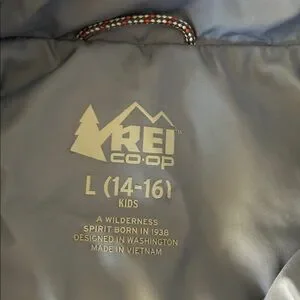 REI
CO·OP
L (14-16)
KIDS
A WILDERNESS
SPIRIT BORN IN 1938
DESIGNED IN WASHINGTON
MADE IN VIETNAM